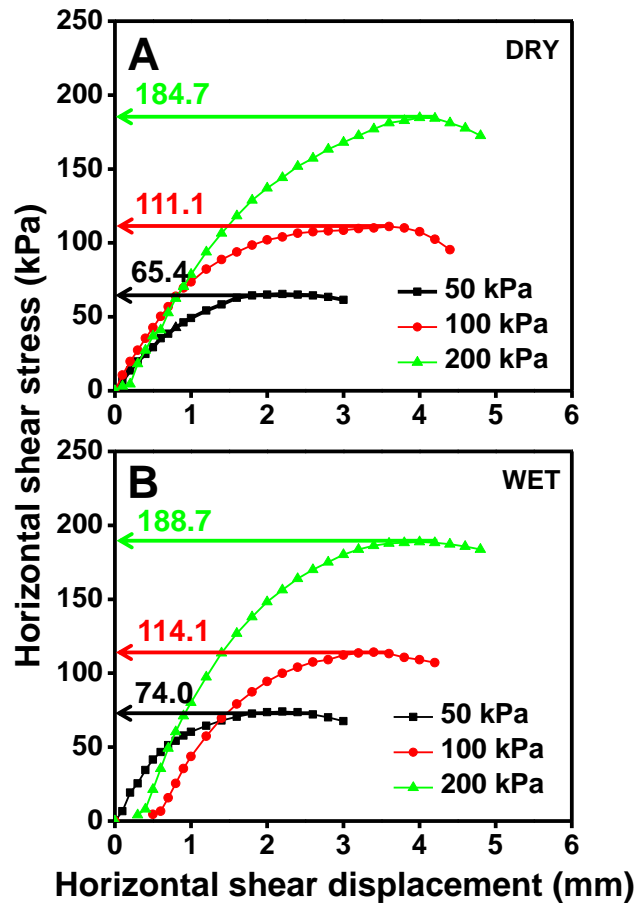 Horizontal shear stress (kPa)
250
200
150
100
50
0
A
DRY
184.7
111.1
65.4
50 kPa
100 kPa
200 kPa
0 1 2 3 4 5 6
250
200
150
100
50
0
B
WET
188.7
114.1
74.0
50 kPa
100 kPa
200 kPa
0 1 2 3 4 5 6
Horizontal shear displacement (mm)